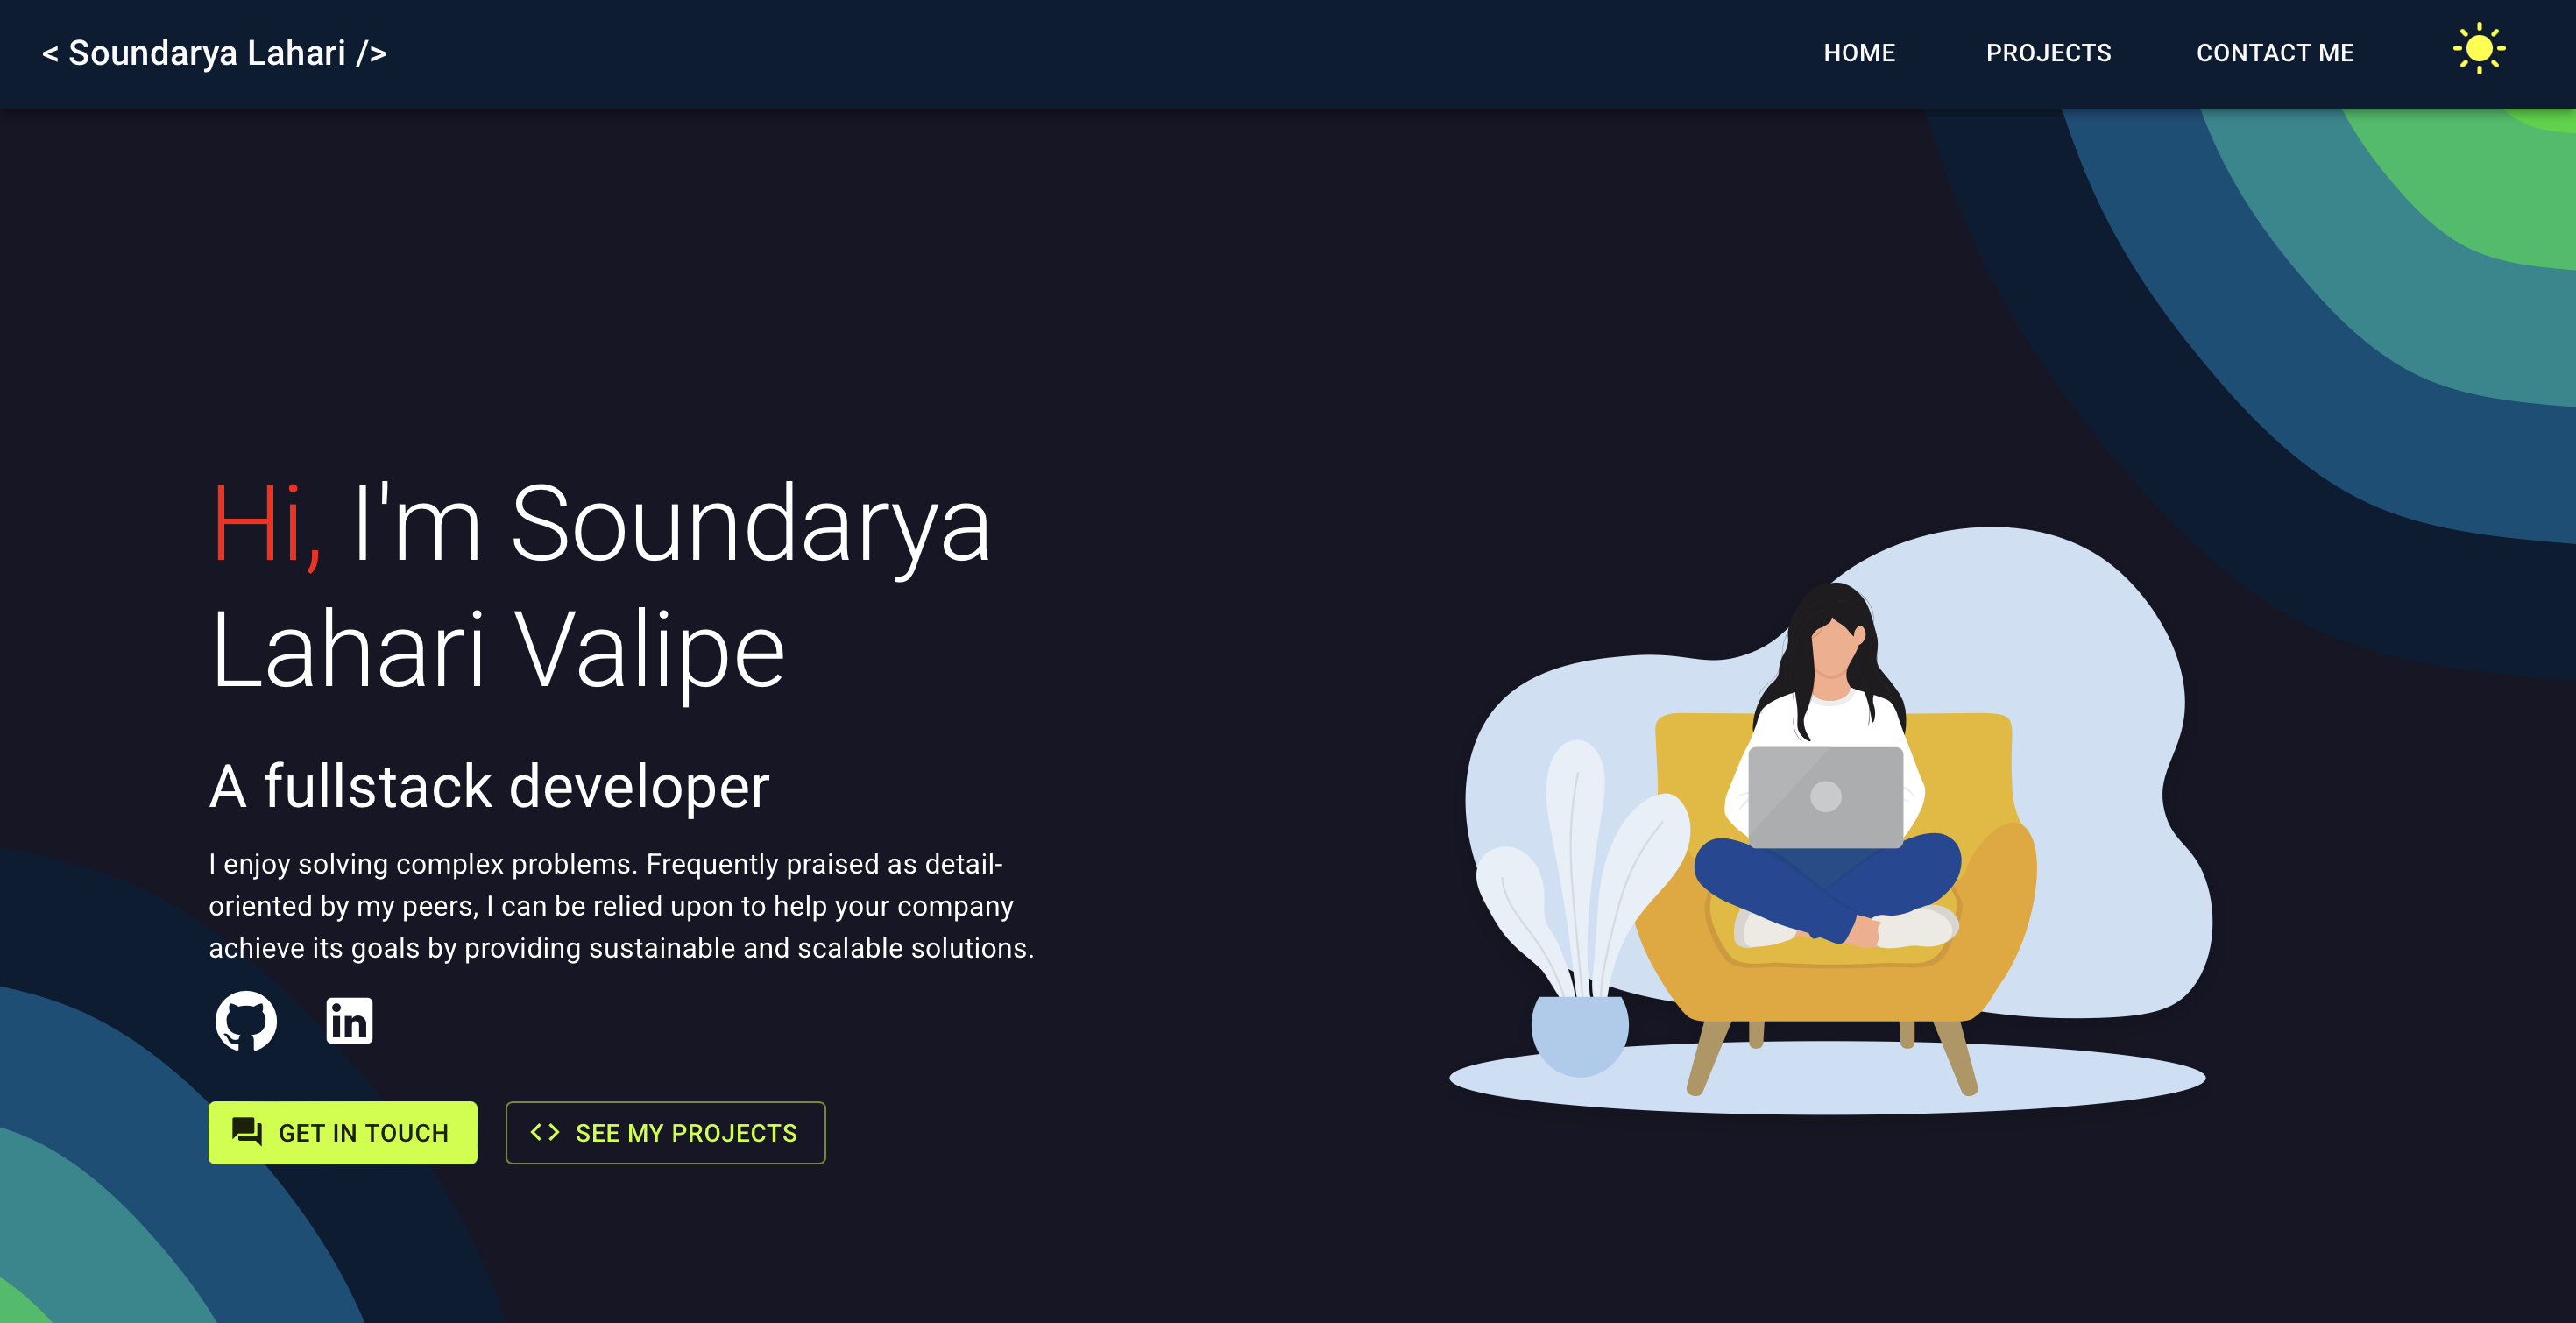 < Soundarya Lahari />
HOME
PROJECTS
CONTACT ME
Hi, I'm Soundarya
Lahari Valipe
A fullstack developer
I enjoy solving complex problems. Frequently praised as detail-
oriented by my peers, I can be relied upon to help your company
achieve its goals by providing sustainable and scalable solutions.
in
GET IN TOUCH
<> SEE MY PROJECTS